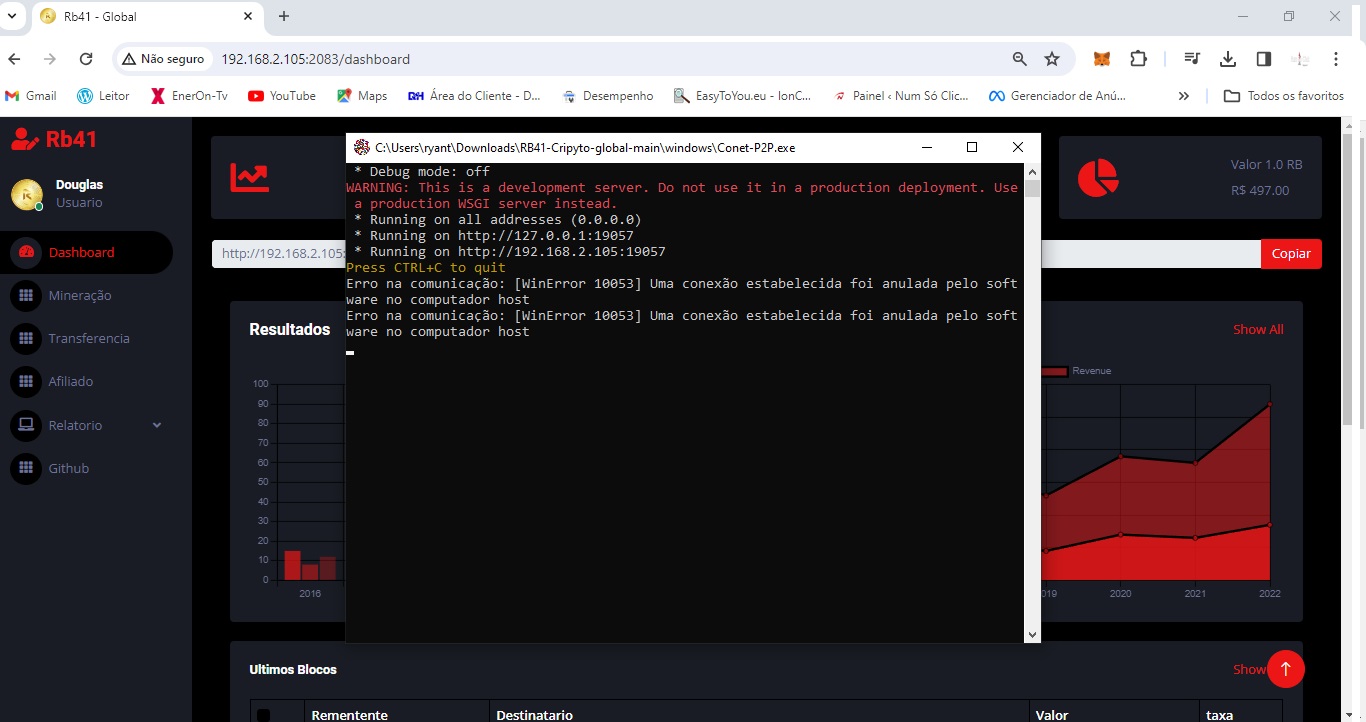 Rb41 - Global
Não seguro
192.168.2.105:2083/dashboard
Gmail
Leitor
EnerOn-Tv
YouTube
Maps
Área do Cliente - D...
Desempenho
EasyToYou.eu - IonC...
Painel ‹ Num Só Clic...
Gerenciador de Anú...
»
Todos os favoritos
Rb41
Douglas
Usuario
Dashboard
Mineração
Transferencia
Afiliado
Relatorio
Github
C:\Users\ryant\Downloads\RB41-Cripyto-global-main\windows\Conet-P2P.exe
* Debug mode: off
WARNING: This is a development server. Do not use it in a production deployment. Use
a production WSGI server instead.
* Running on all addresses (0.0.0.0)
* Running on http://127.0.0.1:19057
* Running on http://192.168.2.105:19057
Press CTRL+C to quit
Erro na comunicação: [WinError 10053] Uma conexão estabelecida foi anulada pelo soft
ware no computador host
Erro na comunicação: [WinError 10053] Uma conexão estabelecida foi anulada pelo soft
ware no computador host
Valor 1.0 RB
R$ 497.00
http://192.168.2.105:
Copiar
Resultados
100
90
80
70
60
50
40
30
20
10
0
2016
Show All
Revenue
019
2020
2021
2022
Ultimos Blocos
Show
Rementente
Destinatario
Valor
taxa